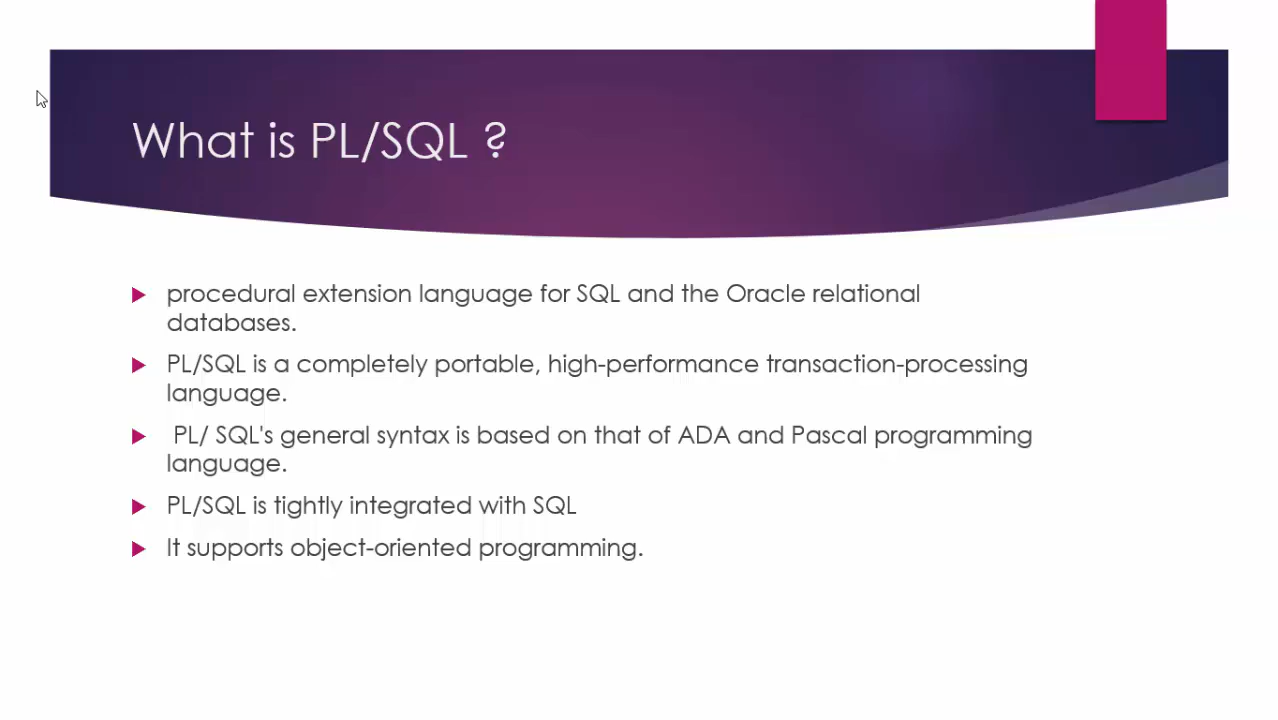 What is PL/SQL ?
procedural extension language for SQL and the Oracle relational
databases.
PL/SQL is a completely portable, high-performance transaction-processing
language.
PL/ SQL's general syntax is based on that of ADA and Pascal programming
language.
PL/SQL is tightly integrated with SQL
It supports object-oriented programming.